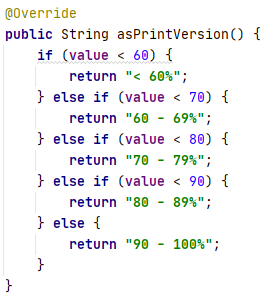 @Override
public String asPrintVersion() {
    if (value < 60) {
        return "< 60%";
    } else if (value < 70) {
        return "60 - 69%";
    } else if (value < 80) {
        return "70 - 79%";
    } else if (value < 90) {
        return "80 - 89%";
    } else {
        return "90 - 100%";
    }
}